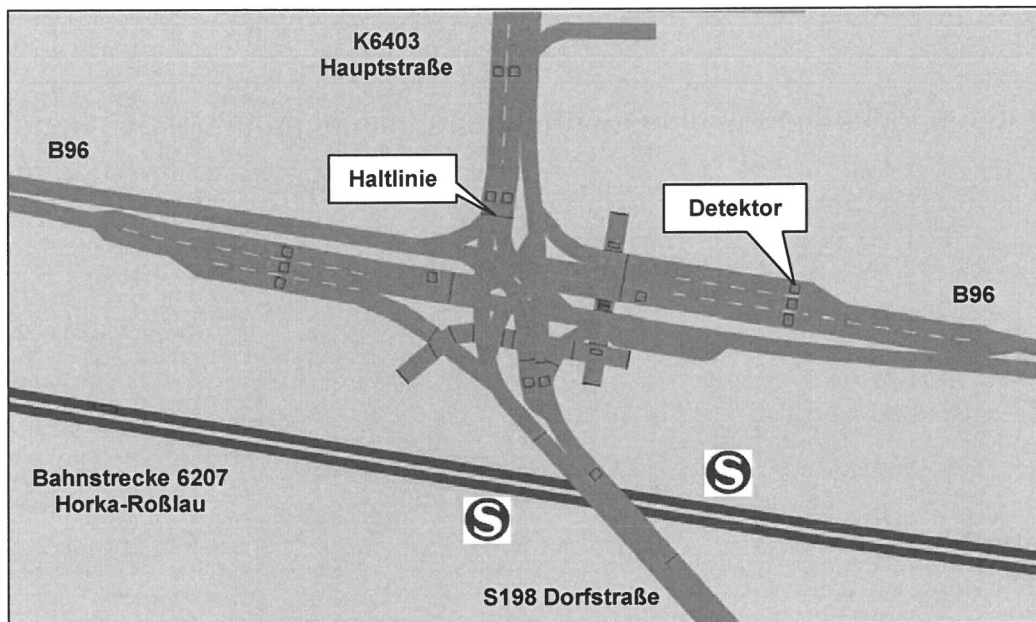 K6403
Hauptstraße
B96
Haltlinie
Detektor
B96
Bahnstrecke 6207
Horka-Roßlau
S
S
S198 Dorfstraße